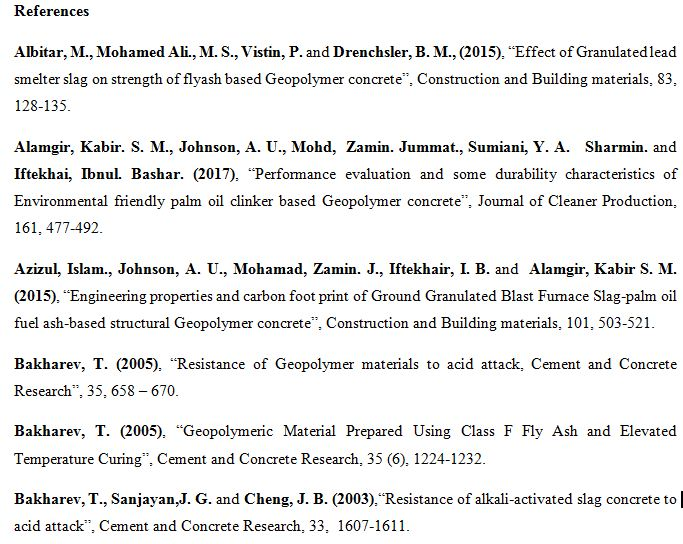 References
Albitar, M., Mohamed Ali., M. S., Vistin, P. and Drenchsler, B. M., (2015), “Effect of Granulated lead
smelter slag on strength of flyash based Geopolymer concrete”, Construction and Building materials, 83,
128-135.
Alamgir, Kabir. S. M., Johnson, A. U., Mohd, Zamin. Jummat., Sumiani, Y. A. Sharmin. and
Iftekhai, Ibnul. Bashar. (2017), “Performance evaluation and some durability characteristics of
Environmental friendly palm oil clinker based Geopolymer concrete”, Journal of Cleaner Production,
161, 477-492.
Azizul, Islam., Johnson, A. U., Mohamad, Zamin. J., Iftekhair, I. B. and Alamgir, Kabir S. M.
(2015), “Engineering properties and carbon foot print of Ground Granulated Blast Furnace Slag-palm oil
fuel ash-based structural Geopolymer concrete”, Construction and Building materials, 101, 503-521.
Bakharev, T. (2005), “Resistance of Geopolymer materials to acid attack, Cement and Concrete
Research”, 35, 658 – 670.
Bakharev, T. (2005), “Geopolymeric Material Prepared Using Class F Fly Ash and Elevated
Temperature Curing”, Cement and Concrete Research, 35 (6), 1224-1232.
Bakharev, T., Sanjayan,J. G. and Cheng, J. B. (2003),“Resistance of alkali-activated slag concrete to
acid attack”, Cement and Concrete Research, 33, 1607-1611.